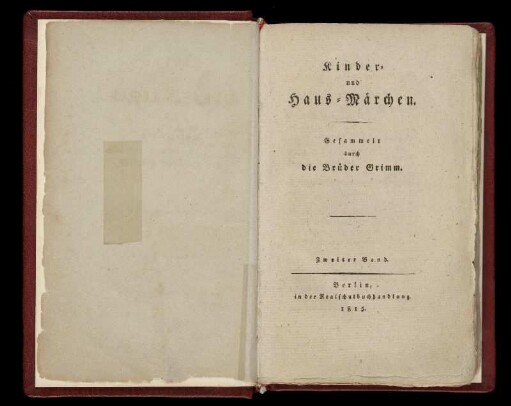 Kinder-
und
Haus-Märchen.
Gesammelt
durch
die Brüder Grimm.
Zweiter Band.
Berlin,
in der Realschulbuchhandlung
1815.